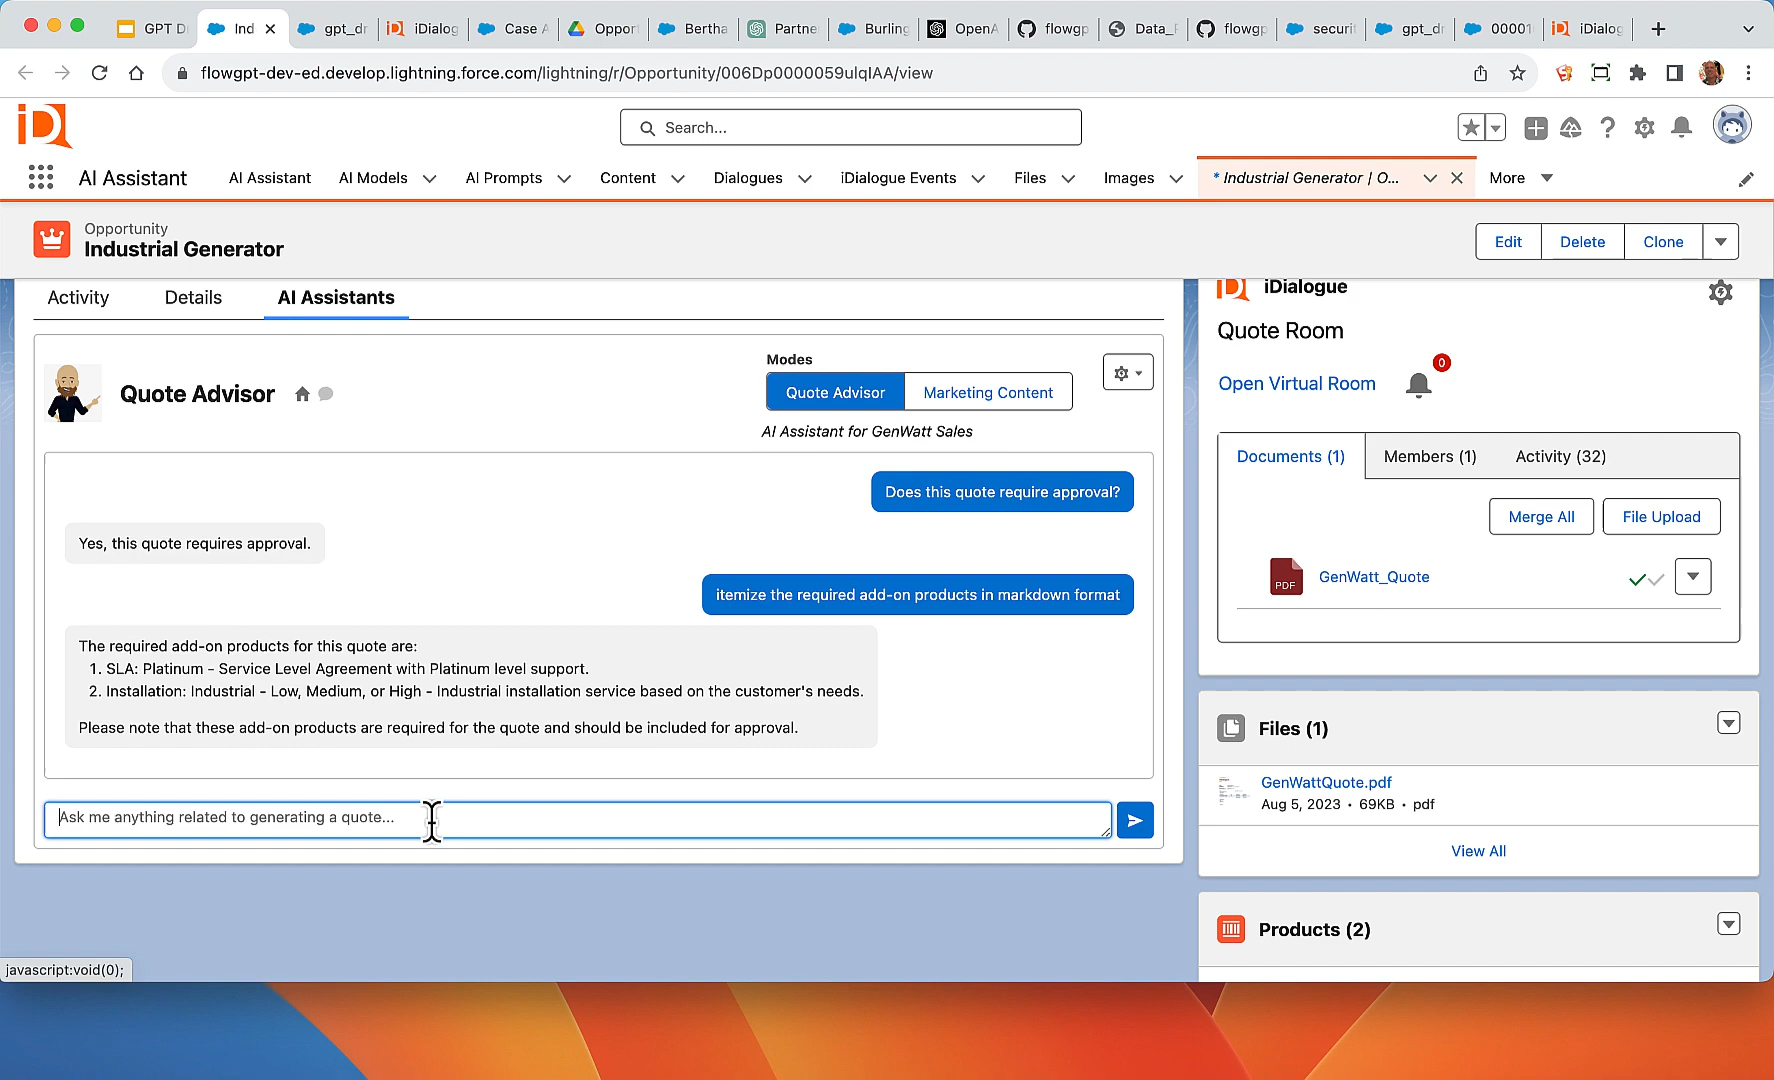 GPT D
Ind
gpt_dr
iDialog
Case A
Opport
Bertha
Partne
Burling
OpenA
flowgp
Data_F
flowgp
securit
gpt_dr
00001
iDialog
flowgpt-dev-ed.develop.lightning.force.com/lightning/r/Opportunity/006Dp0000059ulqIAA/view
iD
Search...
AI Assistant
AI Assistant
AI Models
AI Prompts
Content
Dialogues
iDialogue Events
Files
Images
* Industrial Generator | O...
More
Opportunity
Industrial Generator
Edit
Delete
Clone
Activity
Details
AI Assistants
Quote Advisor
Modes
Quote Advisor
Marketing Content
AI Assistant for GenWatt Sales
Does this quote require approval?
Yes, this quote requires approval.
itemize the required add-on products in markdown format
The required add-on products for this quote are:
1. SLA: Platinum - Service Level Agreement with Platinum level support.
2. Installation: Industrial - Low, Medium, or High - Industrial installation service based on the customer's needs.
Please note that these add-on products are required for the quote and should be included for approval.
Ask me anything related to generating a quote...
iD
iDialogue
Quote Room
Open Virtual Room
0
Documents (1)
Members (1)
Activity (32)
Merge All
File Upload
PDF
GenWatt_Quote
Files (1)
GenWattQuote.pdf
Aug 5, 2023 • 69KB • pdf
View All
Products (2)
javascript:void(0);